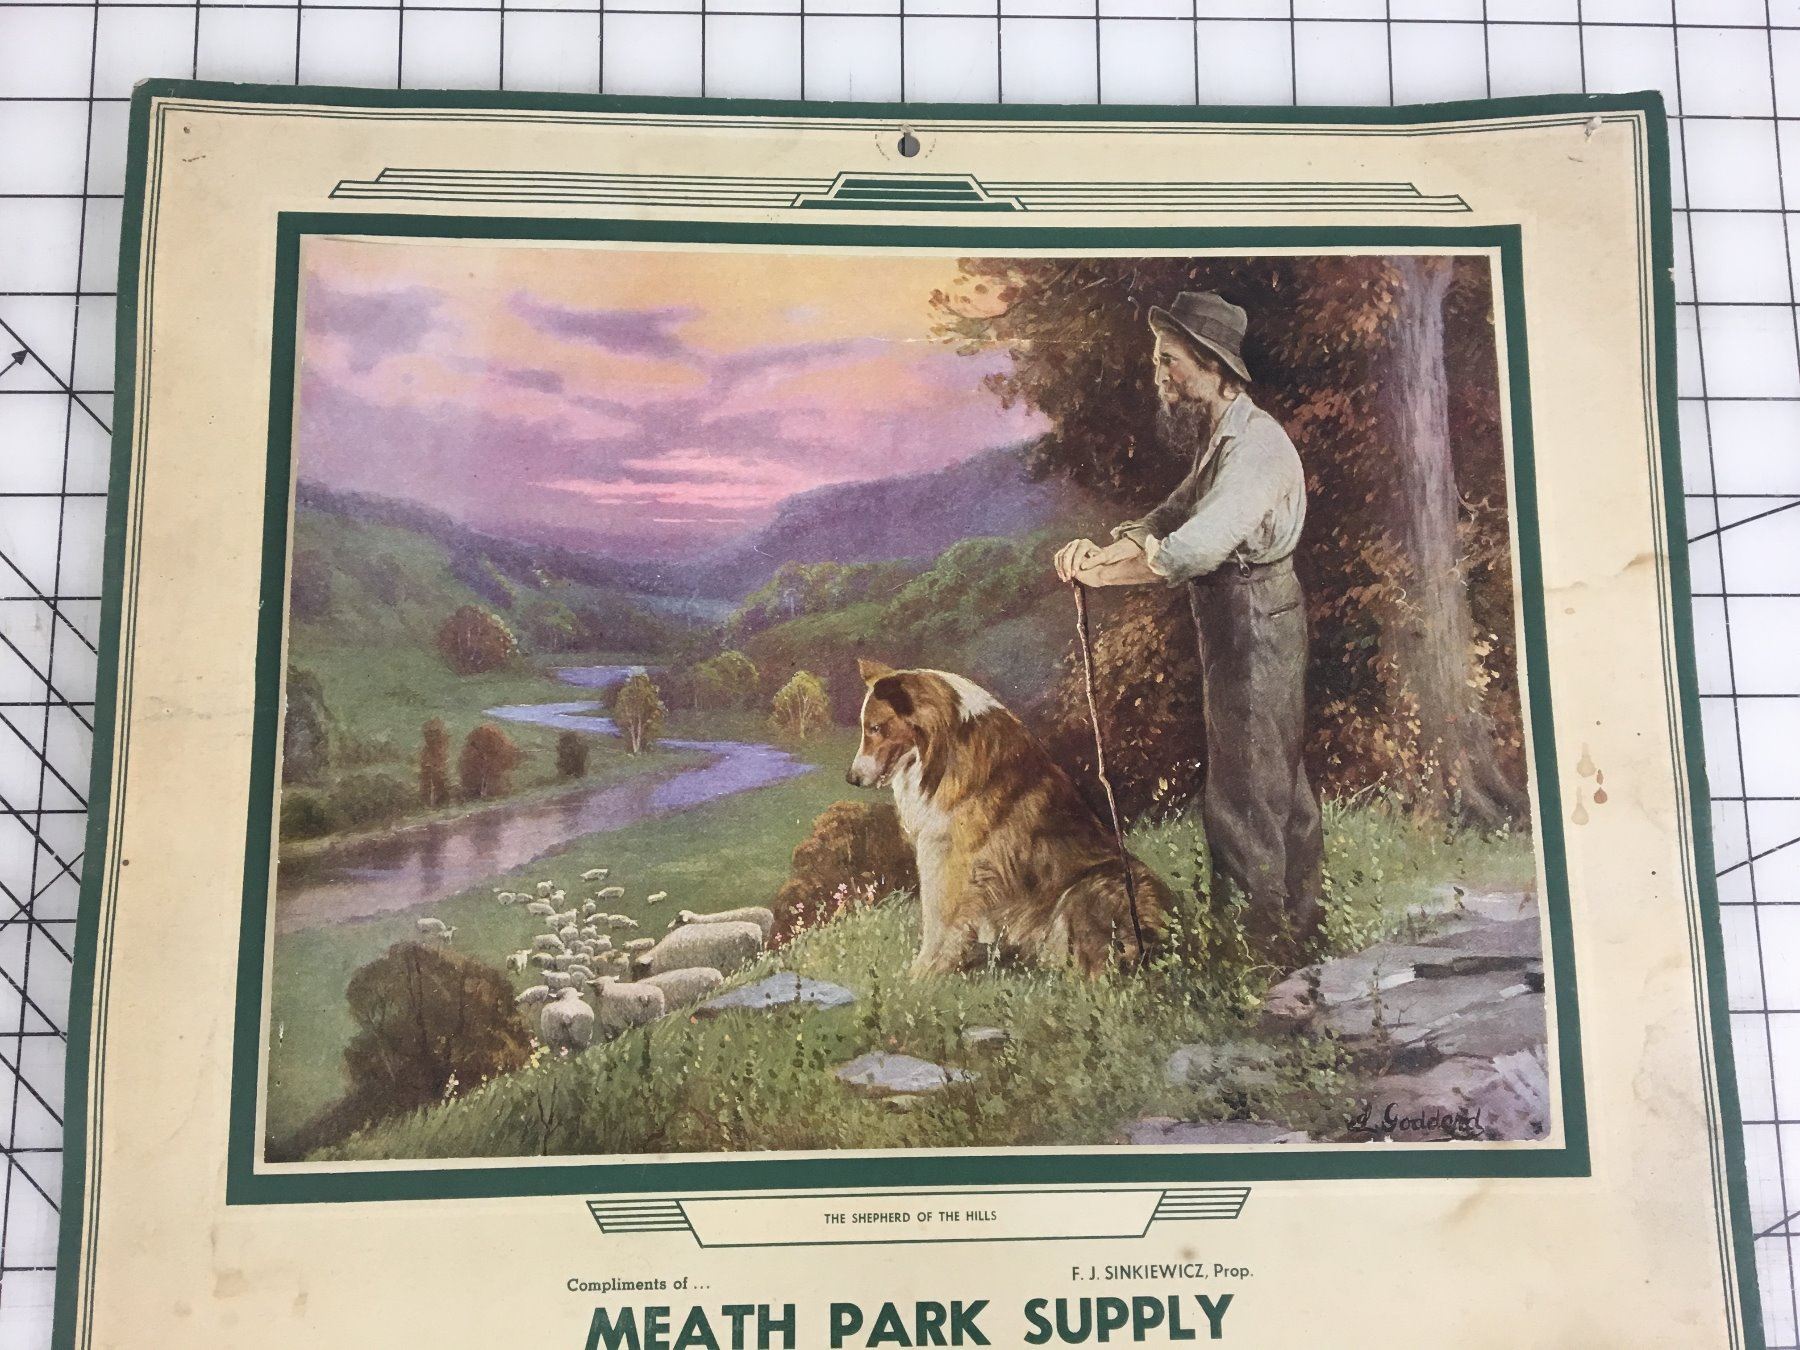 L Goddard
THE SHEPHERD OF THE HILLS
Compliments of ...
F. J. SINKIEWICZ, Prop.
MEATH PARK SUPPLY